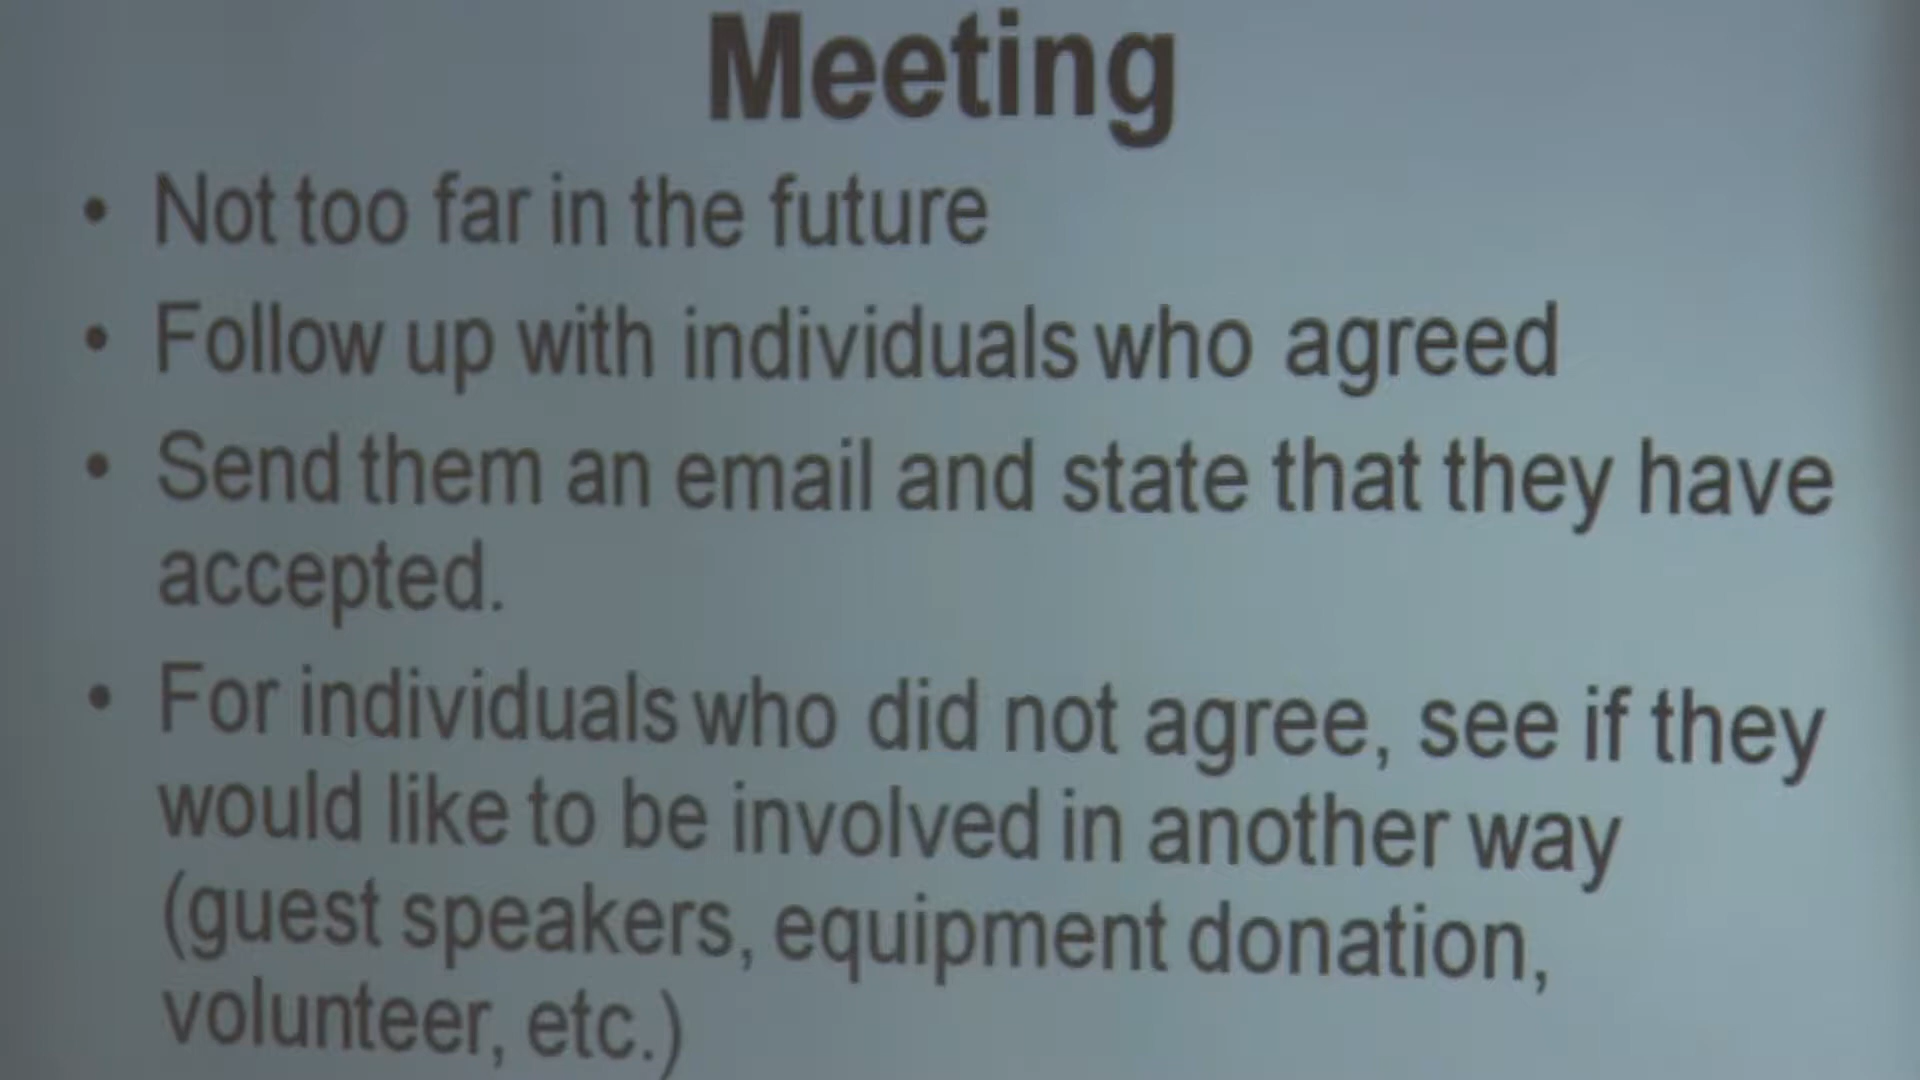 Meeting
• Not too far in the future
• Follow up with individuals who agreed
• Send them an email and state that they have
accepted.
• For individuals who did not agree, see if they
would like to be involved in another way
(guest speakers, equipment donation,
volunteer, etc.)